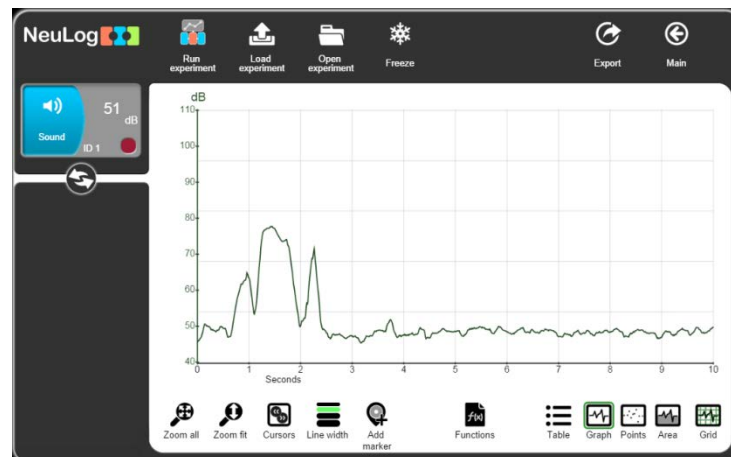 NeuLog
Run
experiment
Load
experiment
Open
experiment
Freeze
Export
Main
51
dB
Sound
ID 1
dB
110
100
90
80
70
60
50
40
0 1 2 3 4 5 6 7 8 9 10
Seconds
Zoom all
Zoom fit
Cursors
Line width
Add
marker
f(x)
Functions
Table
Graph
Points
Area
Grid